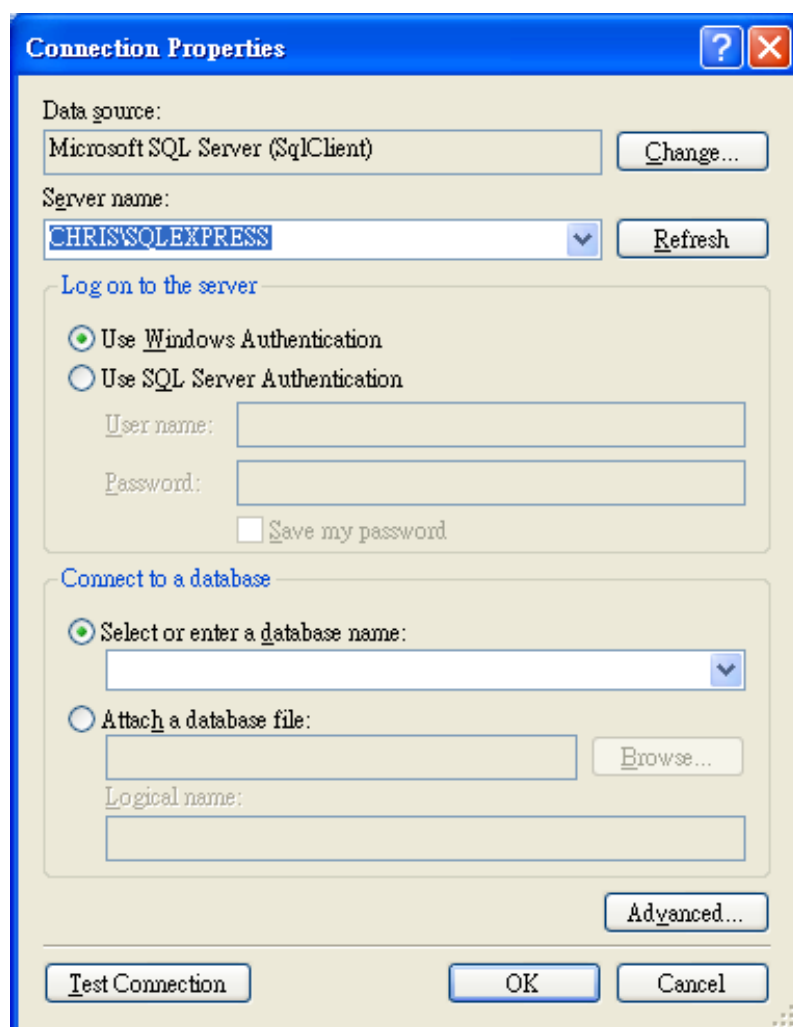 Connection Properties
Data source:
Microsoft SQL Server (SqlClient)
Change...
Server name:
CHRIS\SQLEXPRESS
Refresh
Log on to the server
Use Windows Authentication
Use SQL Server Authentication
User name:
Password:
Save my password
Connect to a database
Select or enter a database name:
Attach a database file:
Browse...
Logical name:
Advanced...
Test Connection
OK
Cancel